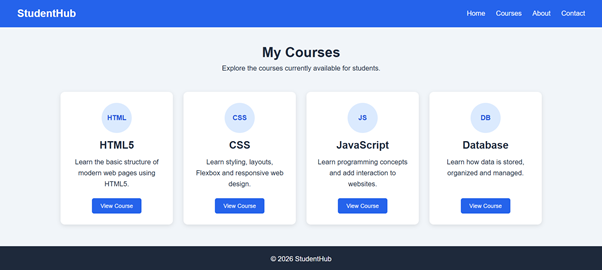 StudentHub
Home Courses About Contact
My Courses
Explore the courses currently available for students.
HTML
HTML5
Learn the basic structure of
modern web pages using
HTML5.
View Course
CSS
CSS
Learn styling, layouts,
Flexbox and responsive web
design.
View Course
JS
JavaScript
Learn programming concepts
and add interaction to
websites.
View Course
DB
Database
Learn how data is stored,
organized and managed.
View Course
© 2026 StudentHub